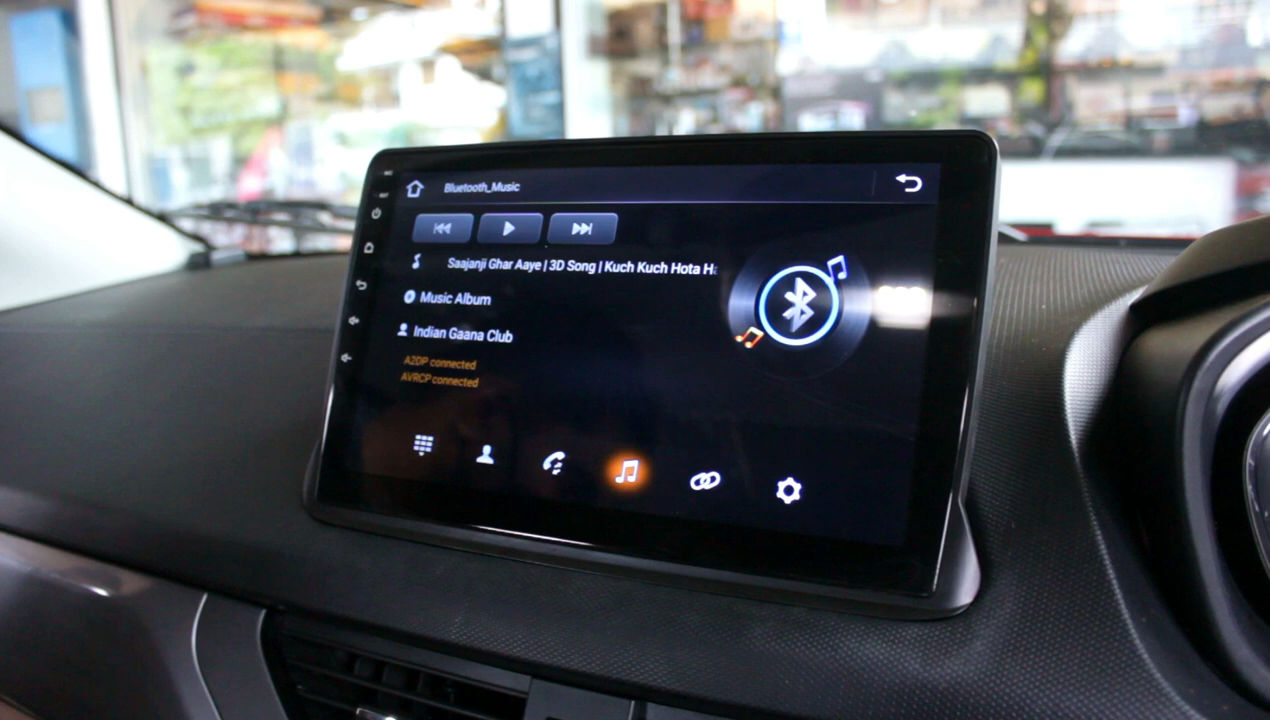 Bluetooth_Music
Saajanji Ghar Aaye | 3D Song | Kuch Kuch Hota H
Music Album
Indian Gaana Club
A2DP connected
AVRCP connected